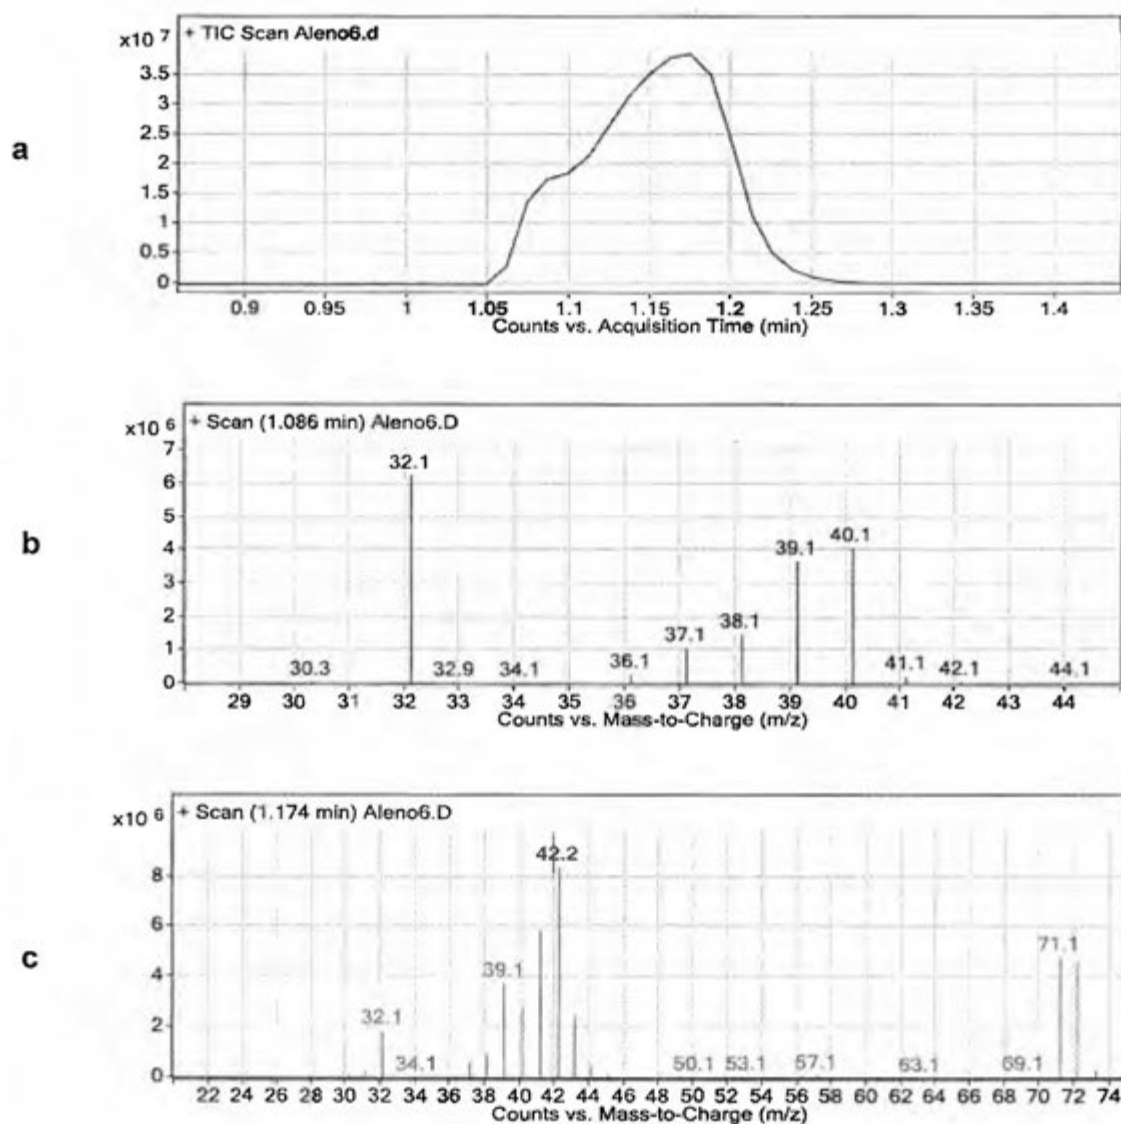 a
x10 7
+ TIC Scan Aleno6.d
3.5
3
2.5
2
1.5
1
0.5
0
0.9 0.95 1 1.05 1.1 1.15 1.2 1.25 1.3 1.35 1.4
Counts vs. Acquisition Time (min)
b
x10 6
+ Scan (1.086 min) Aleno6.D
7
6
5
4
3
2
1
0
32.1
39.1 40.1
37.1 38.1
30.3 32.9 34.1 36.1 41.1 42.1 44.1
29 30 31 32 33 34 35 36 37 38 39 40 41 42 43 44
Counts vs. Mass-to-Charge (m/z)
c
x10 6
+ Scan (1.174 min) Aleno6.D
8
6
4
2
0
42.2
39.1 71.1
32.1
34.1 50.1 53.1 57.1 63.1 69.1
22 24 26 28 30 32 34 36 38 40 42 44 46 48 50 52 54 56 58 60 62 64 66 68 70 72 74
Counts vs. Mass-to-Charge (m/z)